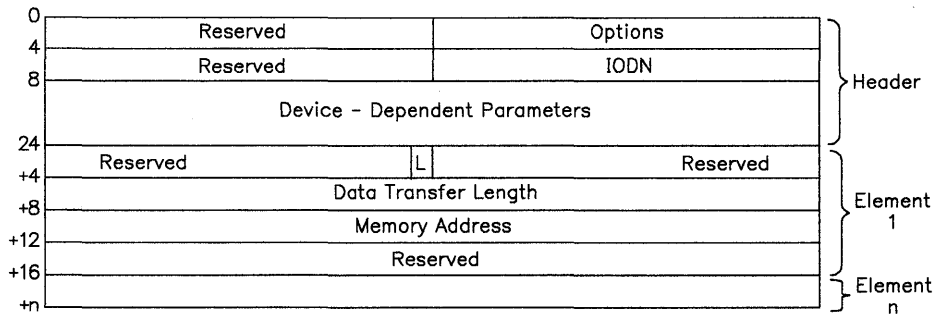 0 Reserved Options
4
Reserved IODN
8
Header
Device - Dependent Parameters
24
Reserved L Reserved
+4
Data Transfer Length
+8
Element
1
Memory Address
+12
Reserved
+16
Element
n
+n